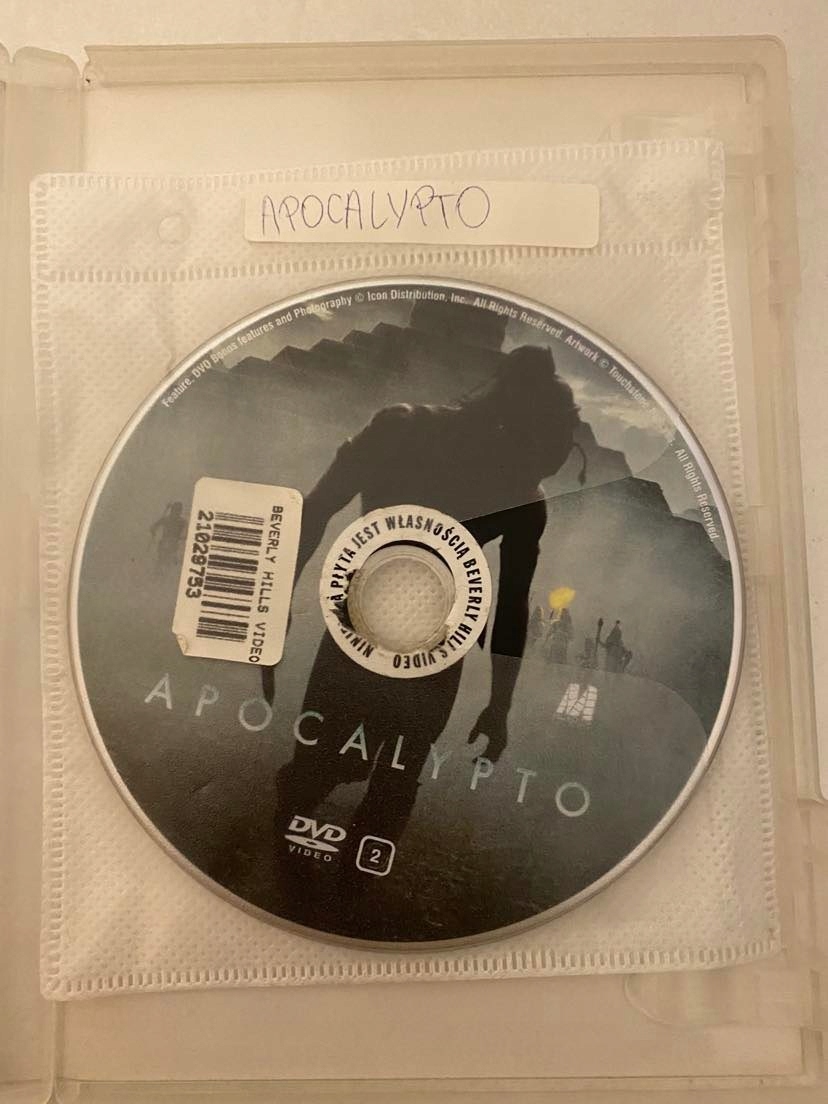 APOCALYPTO
Feature, DVD Bonus features and Photography © Icon Distribution, Inc. All Rights Reserved. Artwork © Touchstone All Rights Reserved.
BEVERLY HILLS VIDEO
21029753
PŁYTA JEST WŁASNOŚCIĄ BEVERLY HILLS VIDEO
APOCALYPTO
DVD
VIDEO
2